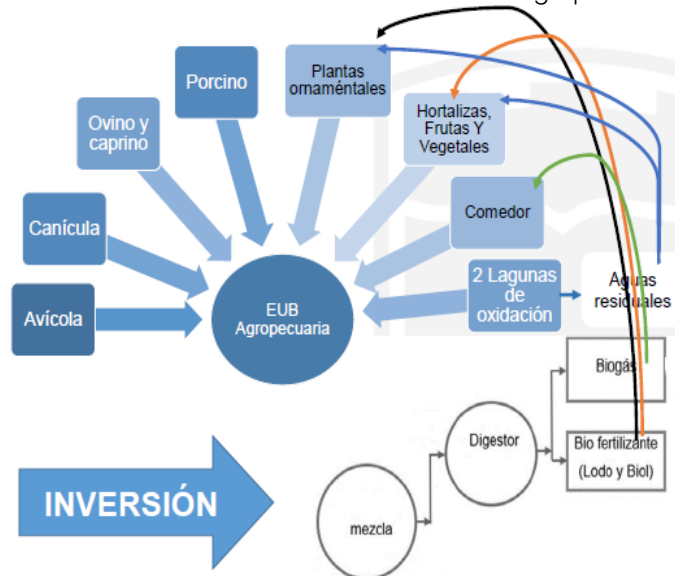 Porcino
Plantas
ornaméntales
Ovino y
caprino
Hortalizas,
Frutas Y
Vegetales
Canícula
Comedor
Avícola
EUB
Agropecuaria
2 Lagunas
de
oxidación
Aguas
residuales
Biogás
Digestor
Bio fertilizante
(Lodo y Biol)
INVERSIÓN
mezcla